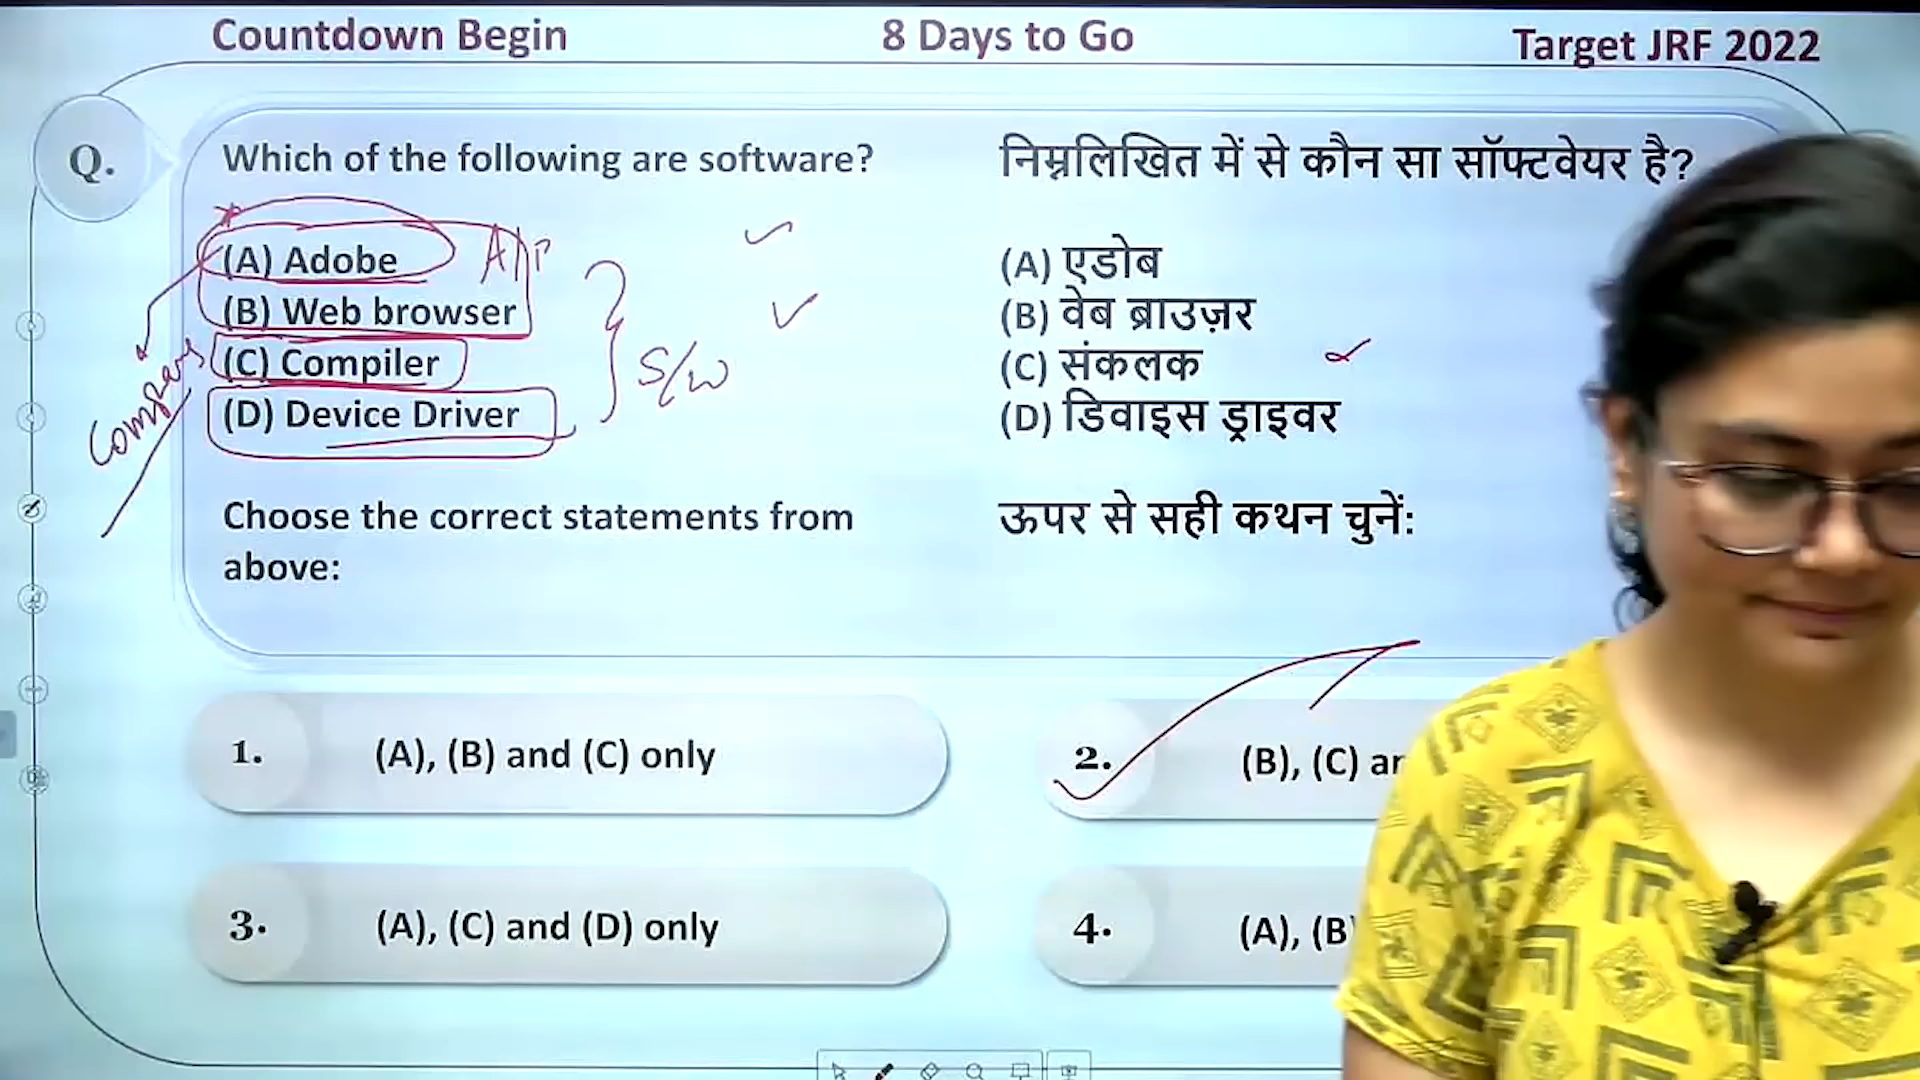 Countdown Begin
8 Days to Go
Target JRF 2022
Q.
Which of the following are software?
(A) Adobe
(B) Web browser
(C) Compiler
(D) Device Driver
S/W
Choose the correct statements from
above:
निम्नलिखित में से कौन सा सॉफ्टवेयर है?
(A) एडोब
(B) वेब ब्राउज़र
(C) संकलक
(D) डिवाइस ड्राइवर
ऊपर से सही कथन चुनें:
1. (A), (B) and (C) only
2. (B), (C)
3. (A), (C) and (D) only
4. (A), (B)